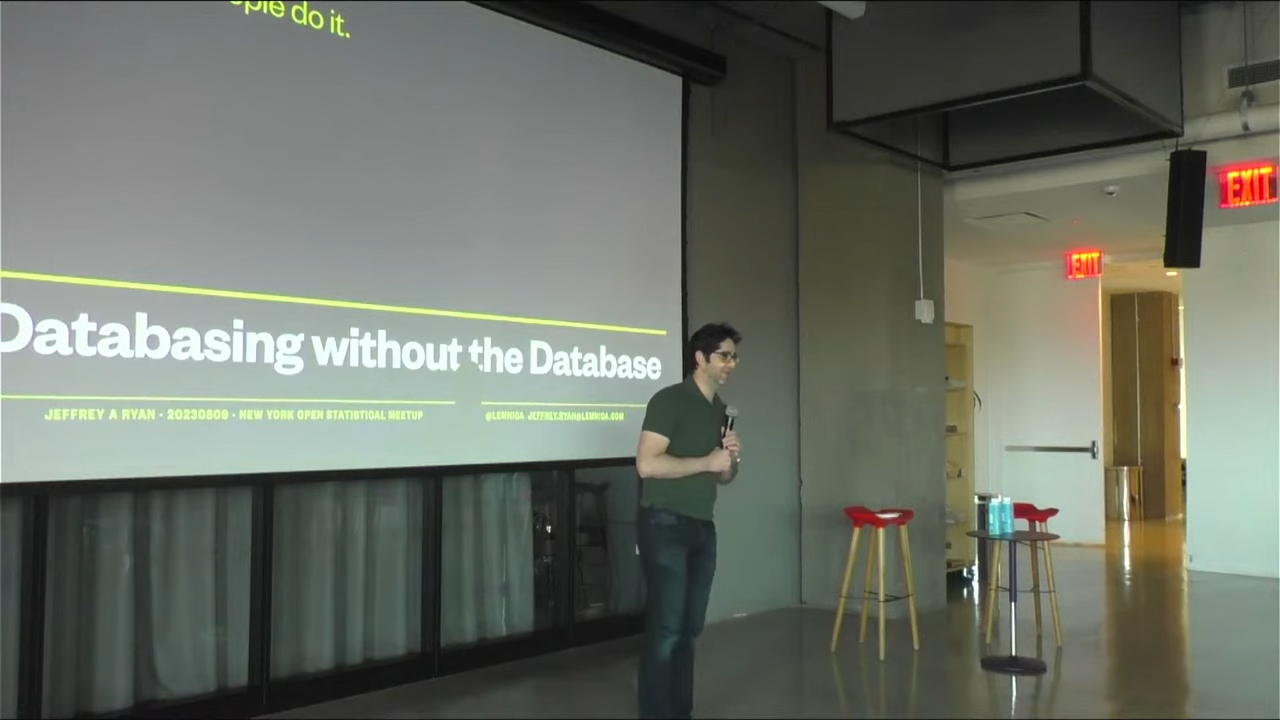 ple do it.
Databasing without the Database
JEFFREY A RYAN - 20230809 - NEW YORK OPEN STATISTICAL MEETUP
@LEMNICA JEFFREY.RYAN@LEMNICA.COM
EXIT
EXIT